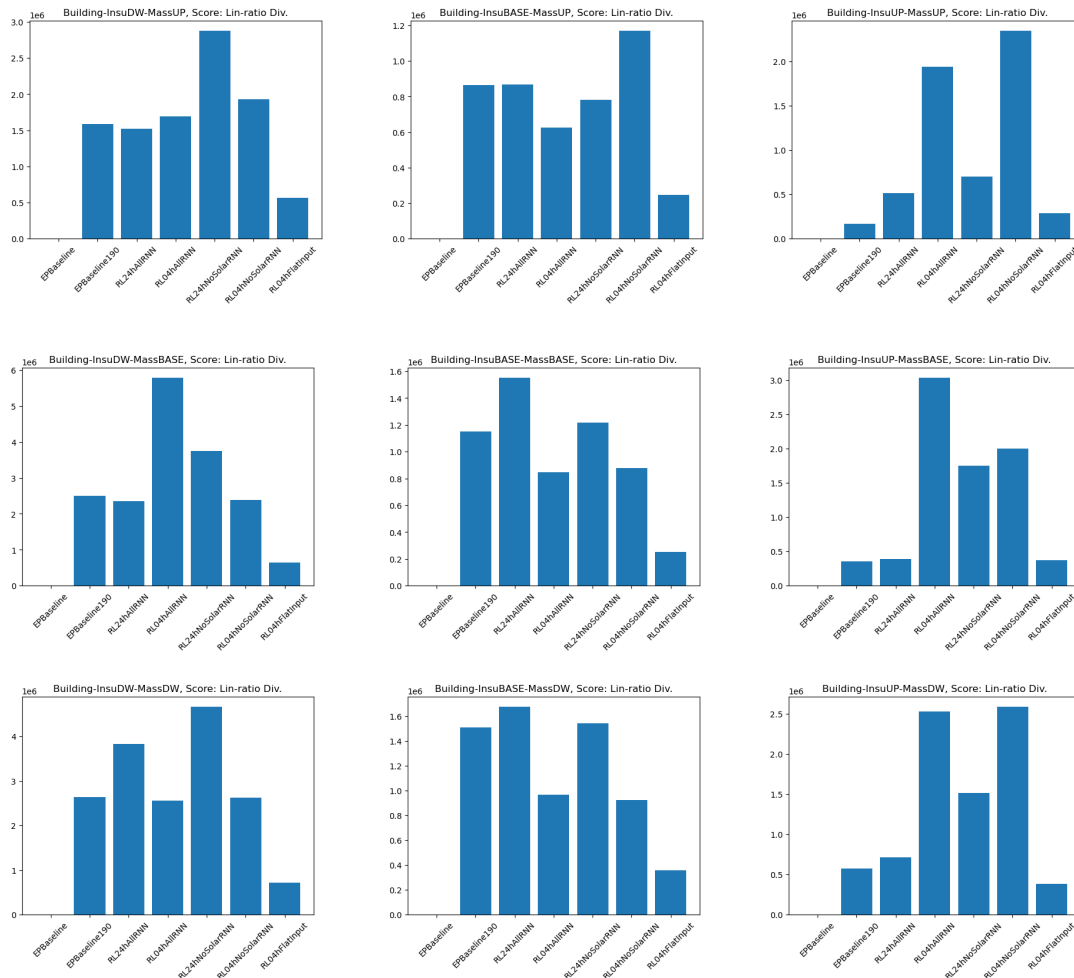 Building-InsuDW-MassUP, Score: Lin-ratio Div.
1e6
3.0
2.5
2.0
1.5
1.0
0.5
0.0
EPBaseline
EPBaseline190
RL24hAllRNN
RL04hAllRNN
RL24hNoSolarRNN
RL04hNoSolarRNN
RL04hFlatInput
Building-InsuBASE-MassUP, Score: Lin-ratio Div.
1e6
1.2
1.0
0.8
0.6
0.4
0.2
0.0
EPBaseline
EPBaseline190
RL24hAllRNN
RL04hAllRNN
RL24hNoSolarRNN
RL04hNoSolarRNN
RL04hFlatInput
Building-InsuUP-MassUP, Score: Lin-ratio Div.
1e6
2.0
1.5
1.0
0.5
0.0
EPBaseline
EPBaseline190
RL24hAllRNN
RL04hAllRNN
RL24hNoSolarRNN
RL04hNoSolarRNN
RL04hFlatInput
Building-InsuDW-MassBASE, Score: Lin-ratio Div.
1e6
6
5
4
3
2
1
0
EPBaseline
EPBaseline190
RL24hAllRNN
RL04hAllRNN
RL24hNoSolarRNN
RL04hNoSolarRNN
RL04hFlatInput
Building-InsuBASE-MassBASE, Score: Lin-ratio Div.
1e6
1.6
1.4
1.2
1.0
0.8
0.6
0.4
0.2
0.0
EPBaseline
EPBaseline190
RL24hAllRNN
RL04hAllRNN
RL24hNoSolarRNN
RL04hNoSolarRNN
RL04hFlatInput
Building-InsuUP-MassBASE, Score: Lin-ratio Div.
1e6
3.0
2.5
2.0
1.5
1.0
0.5
0.0
EPBaseline
EPBaseline190
RL24hAllRNN
RL04hAllRNN
RL24hNoSolarRNN
RL04hNoSolarRNN
RL04hFlatInput
Building-InsuDW-MassDW, Score: Lin-ratio Div.
1e6
4
3
2
1
0
EPBaseline
EPBaseline190
RL24hAllRNN
RL04hAllRNN
RL24hNoSolarRNN
RL04hNoSolarRNN
RL04hFlatInput
Building-InsuBASE-MassDW, Score: Lin-ratio Div.
1e6
1.6
1.4
1.2
1.0
0.8
0.6
0.4
0.2
0.0
EPBaseline
EPBaseline190
RL24hAllRNN
RL04hAllRNN
RL24hNoSolarRNN
RL04hNoSolarRNN
RL04hFlatInput
Building-InsuUP-MassDW, Score: Lin-ratio Div.
1e6
2.5
2.0
1.5
1.0
0.5
0.0
EPBaseline
EPBaseline190
RL24hAllRNN
RL04hAllRNN
RL24hNoSolarRNN
RL04hNoSolarRNN
RL04hFlatInput